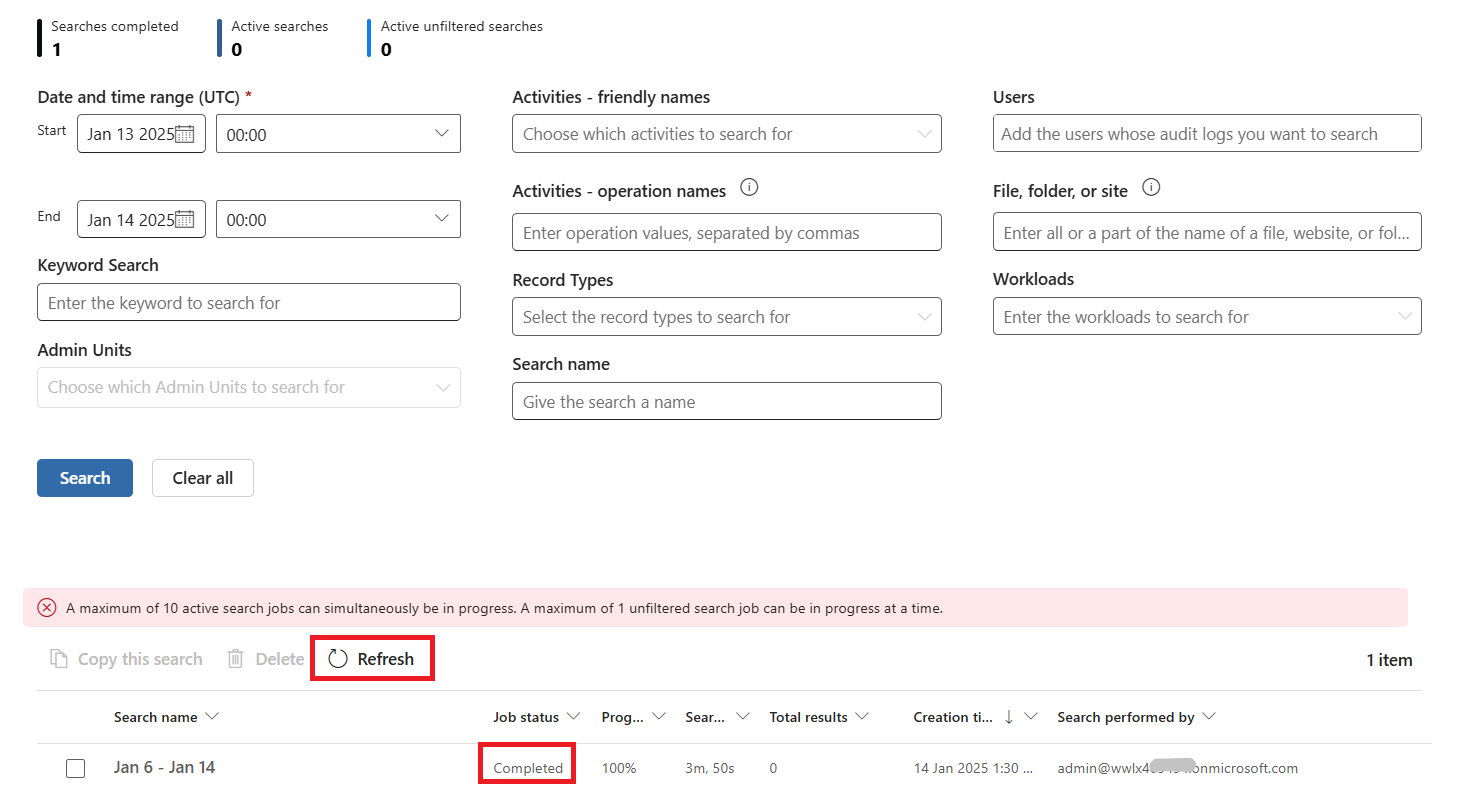 Searches completed
1
Active searches
0
Active unfiltered searches
0
Date and time range (UTC) *
Start
Jan 13 2025
00:00
End
Jan 14 2025
00:00
Keyword Search
Enter the keyword to search for
Admin Units
Choose which Admin Units to search for
Activities - friendly names
Choose which activities to search for
Activities - operation names
Enter operation values, separated by commas
Record Types
Select the record types to search for
Search name
Give the search a name
Users
Add the users whose audit logs you want to search
File, folder, or site
Enter all or a part of the name of a file, website, or fol...
Workloads
Enter the workloads to search for
Search
Clear all
A maximum of 10 active search jobs can simultaneously be in progress. A maximum of 1 unfiltered search job can be in progress at a time.
Copy this search Delete Refresh 1 item
Search name Job status Prog... Sear... Total results Creation ti... Search performed by
Jan 6 - Jan 14 Completed 100% 3m, 50s 0 14 Jan 2025 1:30 ...